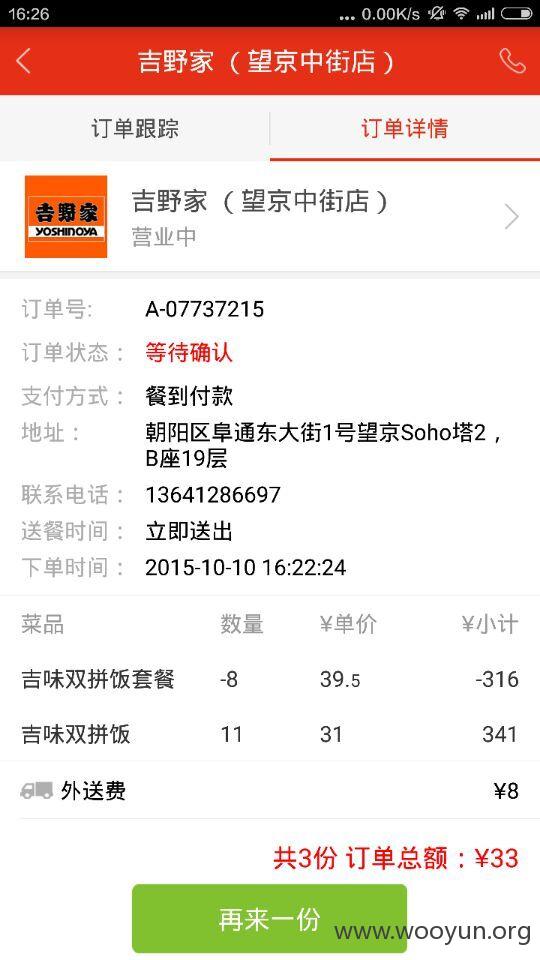 16:26 ... 0.00K/s
吉野家（望京中街店）
订单跟踪 订单详情
吉野家 YOSHINOYA
吉野家（望京中街店）
营业中
订单号: A-07737215
订单状态： 等待确认
支付方式： 餐到付款
地址： 朝阳区阜通东大街1号望京Soho塔2，
B座19层
联系电话： 13641286697
送餐时间： 立即送出
下单时间： 2015-10-10 16:22:24
菜品 数量 ¥单价 ¥小计
吉味双拼饭套餐 -8 39.5 -316
吉味双拼饭 11 31 341
外送费 ¥8
共3份 订单总额：¥33
再来一份
www.wooyun.org